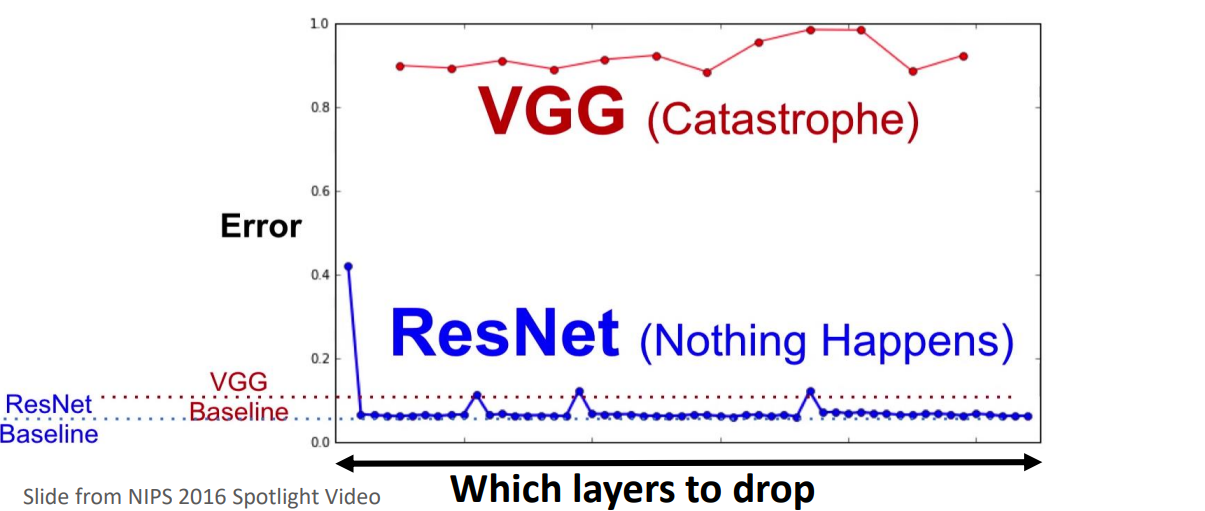 1.0
0.8
VGG (Catastrophe)
0.6
Error
0.4
ResNet (Nothing Happens)
0.2
VGG
Baseline
ResNet
Baseline
0.0
Which layers to drop
Slide from NIPS 2016 Spotlight Video